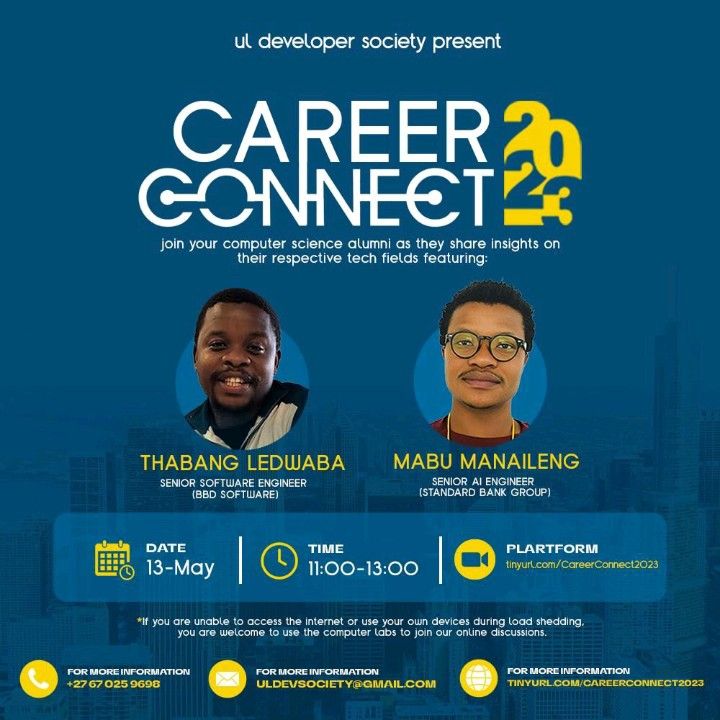 ul developer society present
CAREER 20
CONNECT 23
join your computer science alumni as they share insights on
their respective tech fields featuring:
THABANG LEDWABA
SENIOR SOFTWARE ENGINEER
(BBD SOFTWARE)
MABU MANAILENG
SENIOR AI ENGINEER
(STANDARD BANK GROUP)
DATE
13-May
TIME
11:00-13:00
PLARTFORM
tinyurl.com/CareerConnect2023
*If you are unable to access the internet or use your own devices during load shedding,
you are welcome to use the computer labs to join our online discussions.
FOR MORE INFORMATION
+27 67 025 9698
FOR MORE INFORMATION
ULDEVSOCIETY@GMAIL.COM
FOR MORE INFORMATION
TINYURL.COM/CAREERCONNECT2023